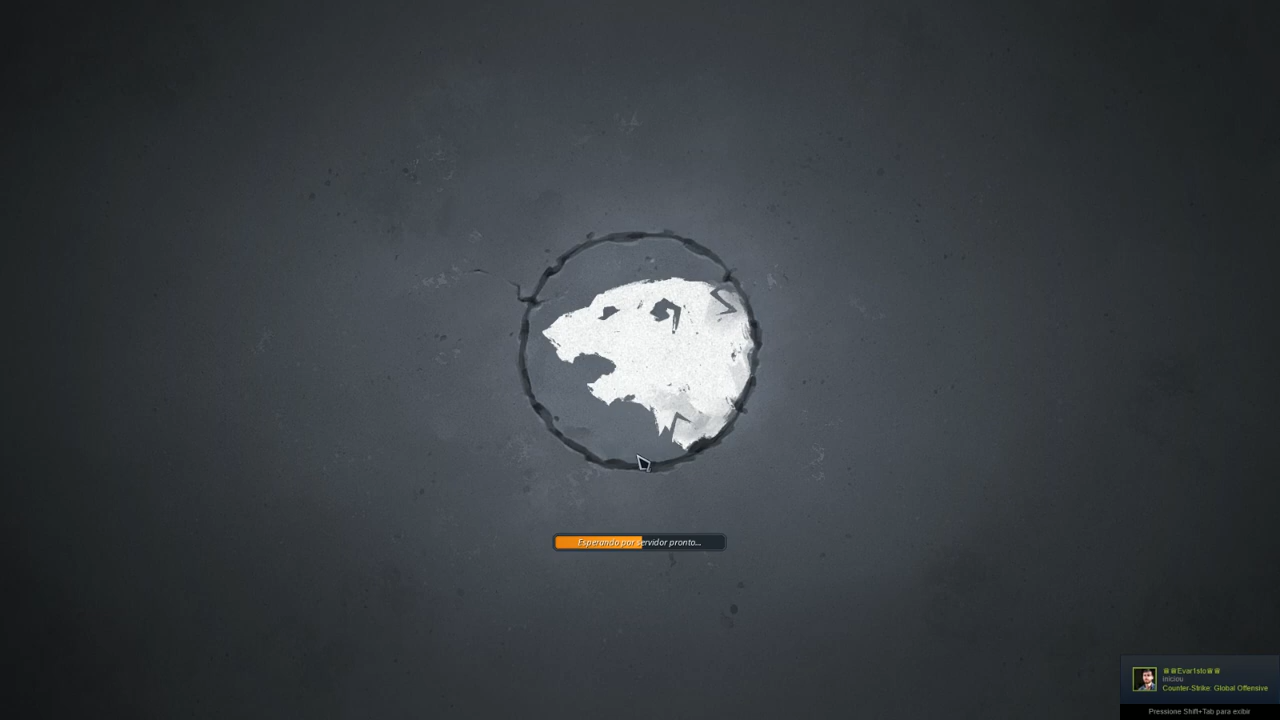 Esperando por servidor pronto...
♛♛Evar1sto♛♛
iniciou
Counter-Strike: Global Offensive
Pressione Shift+Tab para exibir